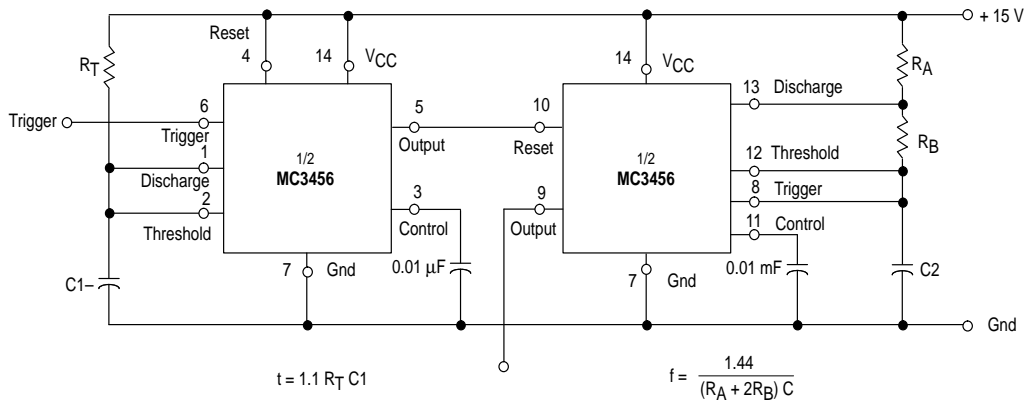 + 15 V
Reset
4
14
VCC
14
VCC
RT
RA
13
Discharge
Trigger
6
Trigger
5
Output
10
Reset
RB
1
Discharge
1/2
MC3456
1/2
MC3456
12
Threshold
8
Trigger
2
Threshold
3
Control
9
Output
11
Control
7
Gnd
0.01 µF
7
Gnd
0.01 mF
C1–
C2
Gnd
t = 1.1 RT C1
f = 1.44
(RA + 2RB) C